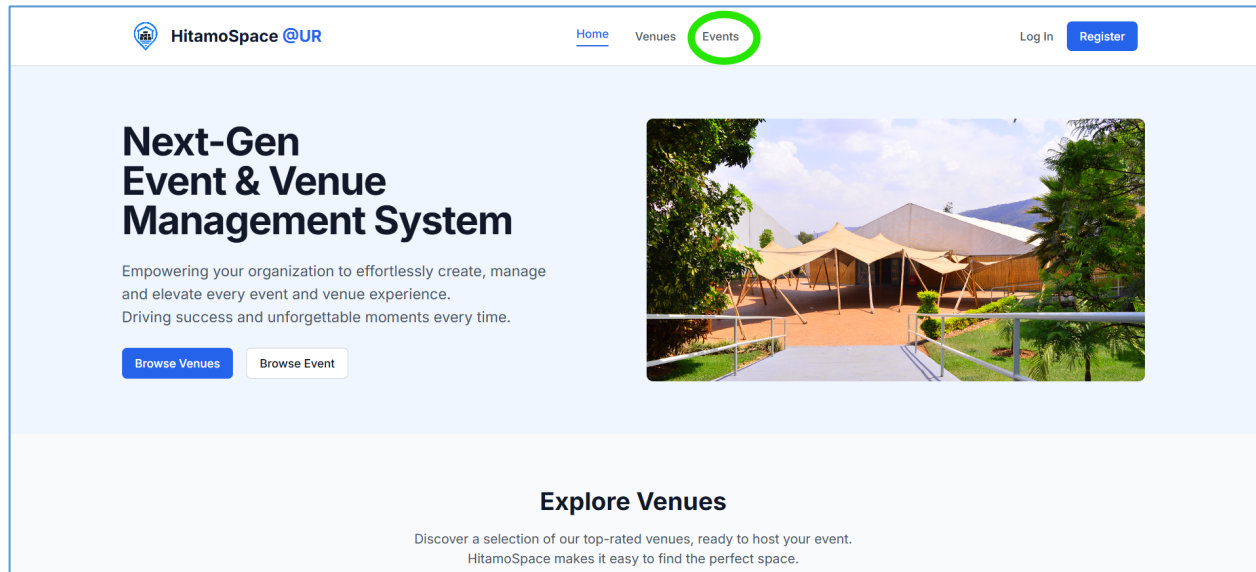 HitamoSpace @UR
Home
Venues
Events
Log In
Register
Next-Gen
Event & Venue
Management System
Empowering your organization to effortlessly create, manage
and elevate every event and venue experience.
Driving success and unforgettable moments every time.
Browse Venues
Browse Event
Explore Venues
Discover a selection of our top-rated venues, ready to host your event.
HitamoSpace makes it easy to find the perfect space.